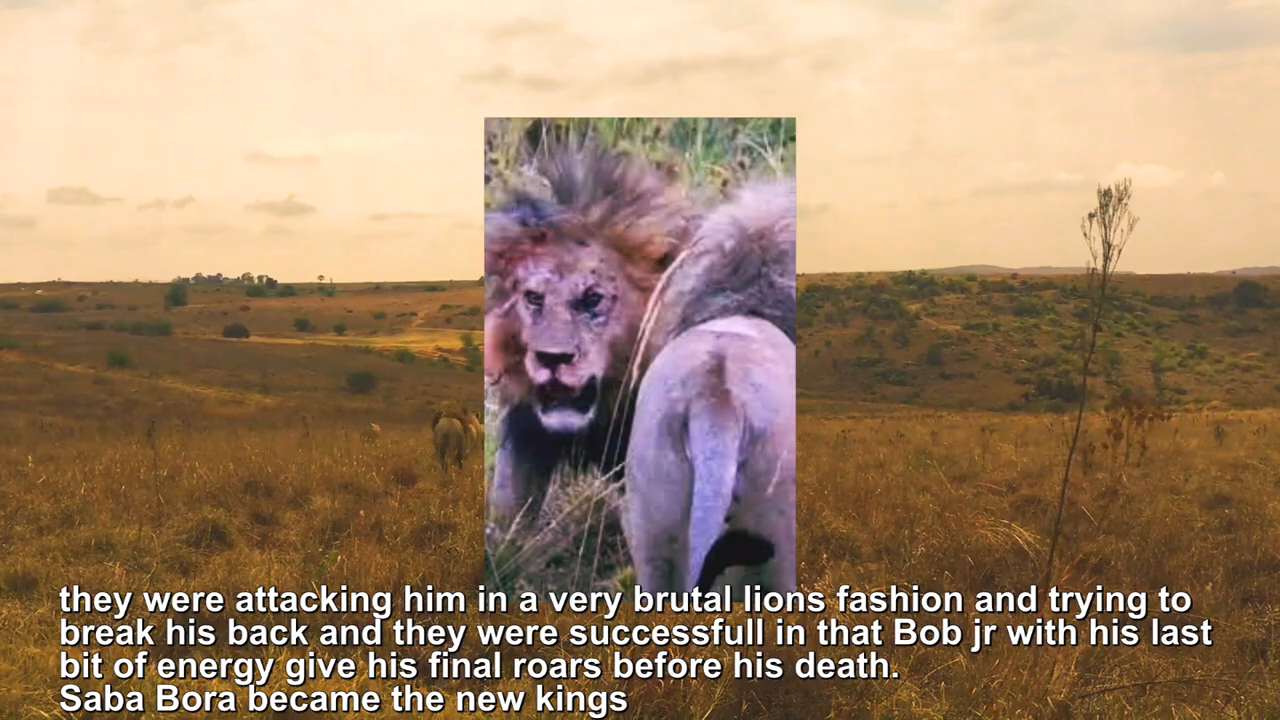 they were attacking him in a very brutal lions fashion and trying to
break his back and they were successfull in that Bob jr with his last
bit of energy give his final roars before his death.
Saba Bora became the new kings